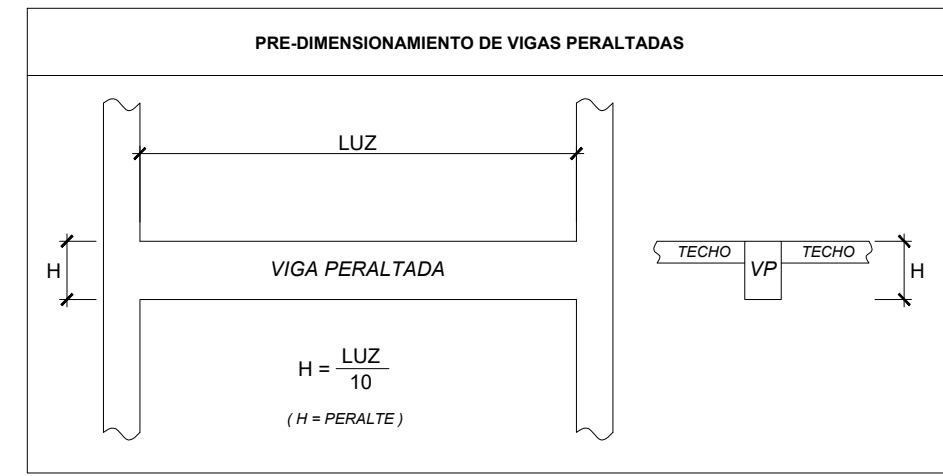 PRE-DIMENSIONAMIENTO DE VIGAS PERALTADAS
LUZ
H
VIGA PERALTADA
TECHO
VP
TECHO
H
H = LUZ
10
( H = PERALTE )